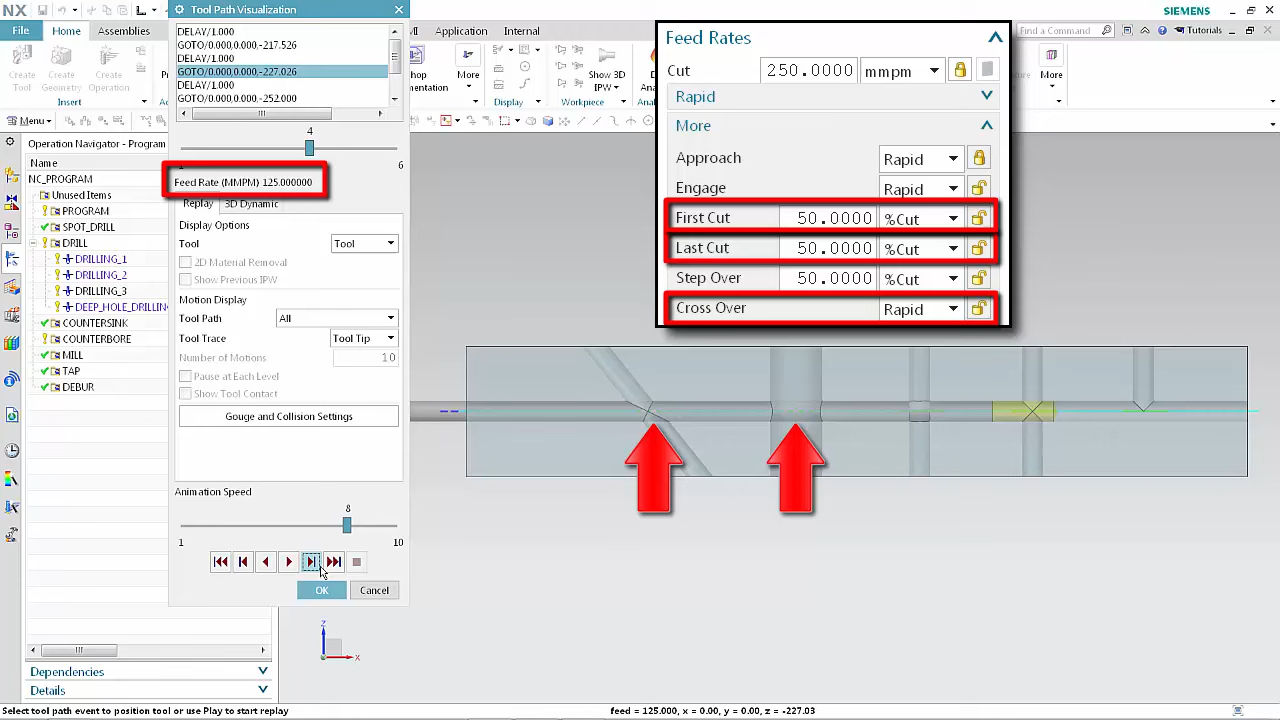 NX
SIEMENS
File
Home
Assemblies
Application
Internal
Find a Command
Tutorials
Create
Tool
Create
Geometry
Create
Operation
Insert
More
Display
Show 3D
IPW
Workpiece
More
Menu
Tool Path Visualization
DELAY/1.000
GOTO/0.000,0.000,-217.526
DELAY/1.000
GOTO/0.000,0.000,-227.026
DELAY/1.000
GOTO/0.000,0.000,-252.000
4
6
Feed Rate (MMPM) 125.000000
Replay
3D Dynamic
Display Options
Tool
Tool
2D Material Removal
Show Previous IPW
Motion Display
Tool Path
All
Tool Trace
Tool Tip
Number of Motions
10
Pause at Each Level
Show Tool Contact
Gouge and Collision Settings
Animation Speed
8
1
10
OK
Cancel
Operation Navigator - Program
Name
NC_PROGRAM
Unused Items
PROGRAM
SPOT_DRILL
DRILL
DRILLING_1
DRILLING_2
DRILLING_3
DEEP_HOLE_DRILLING
COUNTERSINK
COUNTERBORE
MILL
TAP
DEBUR
Dependencies
Details
Feed Rates
Cut 250.0000 mmpm
Rapid
More
Approach Rapid
Engage Rapid
First Cut 50.0000 %Cut
Last Cut 50.0000 %Cut
Step Over 50.0000 %Cut
Cross Over Rapid
Z
X
Select tool path event to position tool or use Play to start replay
feed = 125.000, x = 0.00, y = 0.00, z = -227.03